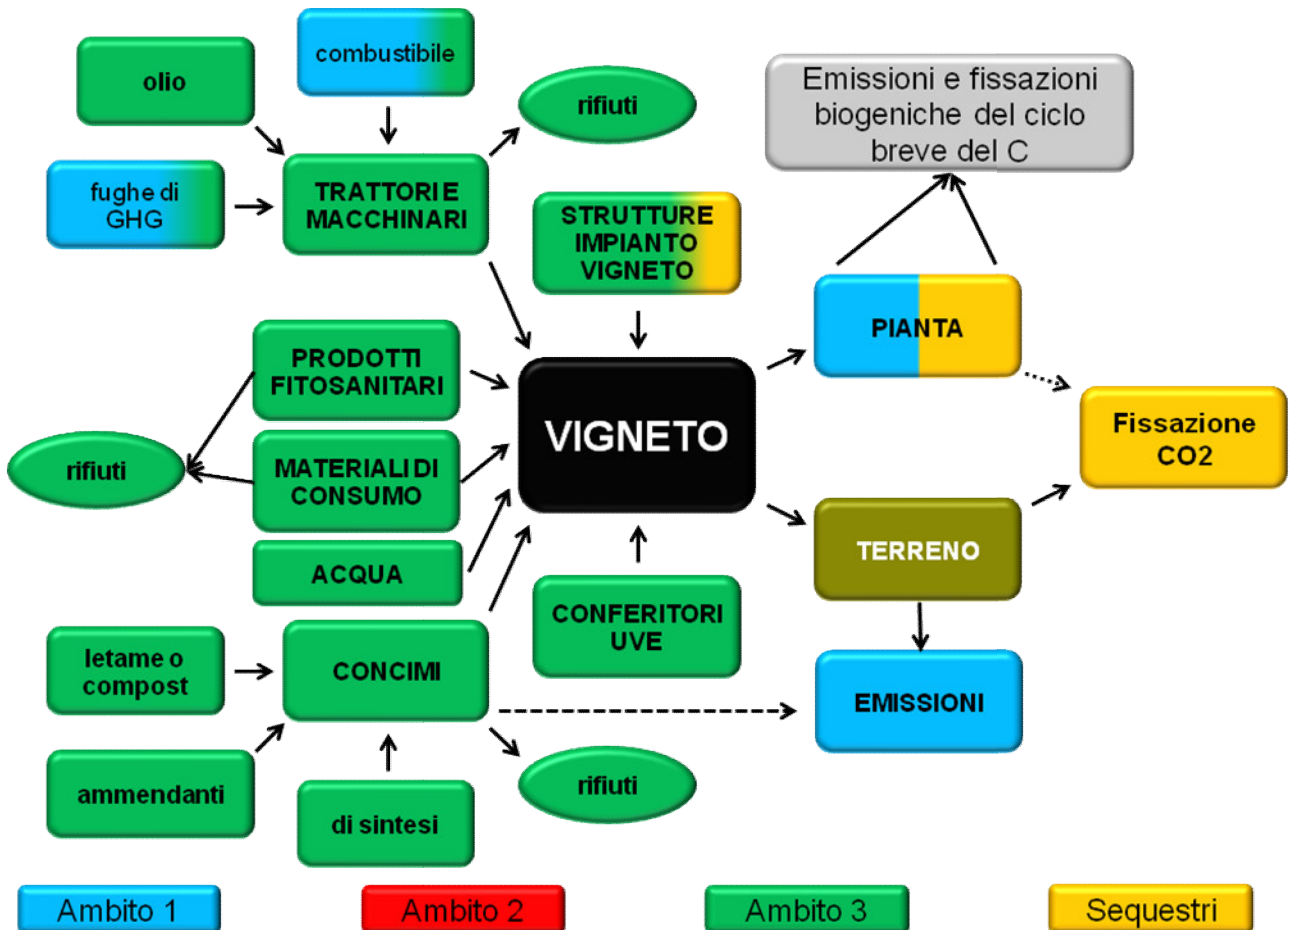 combustibile
olio
rifiuti
Emissioni e fissazioni
biogeniche del ciclo
breve del C
fughe di
GHG
TRATTORI E
MACCHINARI
STRUTTURE
IMPIANTO
VIGNETO
PIANTA
PRODOTTI
FITOSANITARI
VIGNETO
Fissazione
CO2
rifiuti
MATERIALI DI
CONSUMO
TERRENO
ACQUA
CONFERITORI
UVE
letame o
compost
CONCIMI
EMISSIONI
ammendanti
di sintesi
rifiuti
Ambito 1
Ambito 2
Ambito 3
Sequestri